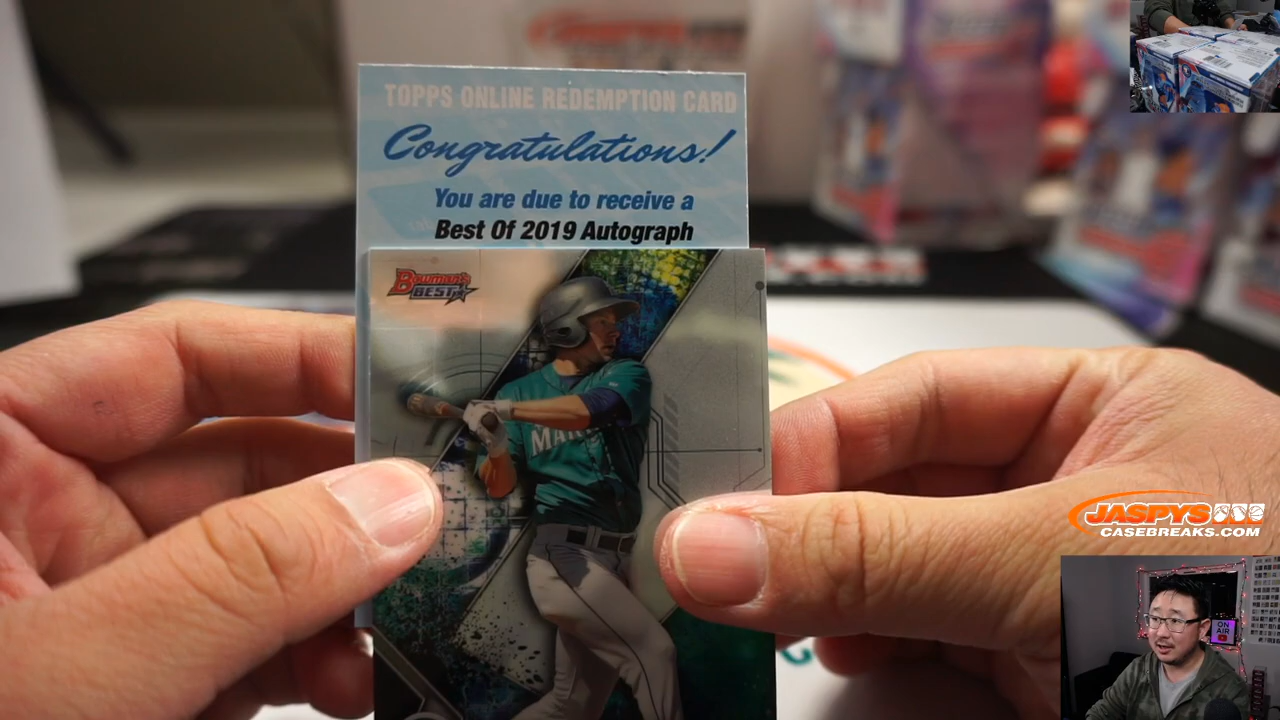 TOPPS ONLINE REDEMPTION CARD
Congratulations!
You are due to receive a
Best Of 2019 Autograph
Bowman's
BEST
MAR
JASPYS
CASEBREAKS.COM
ON
AIR